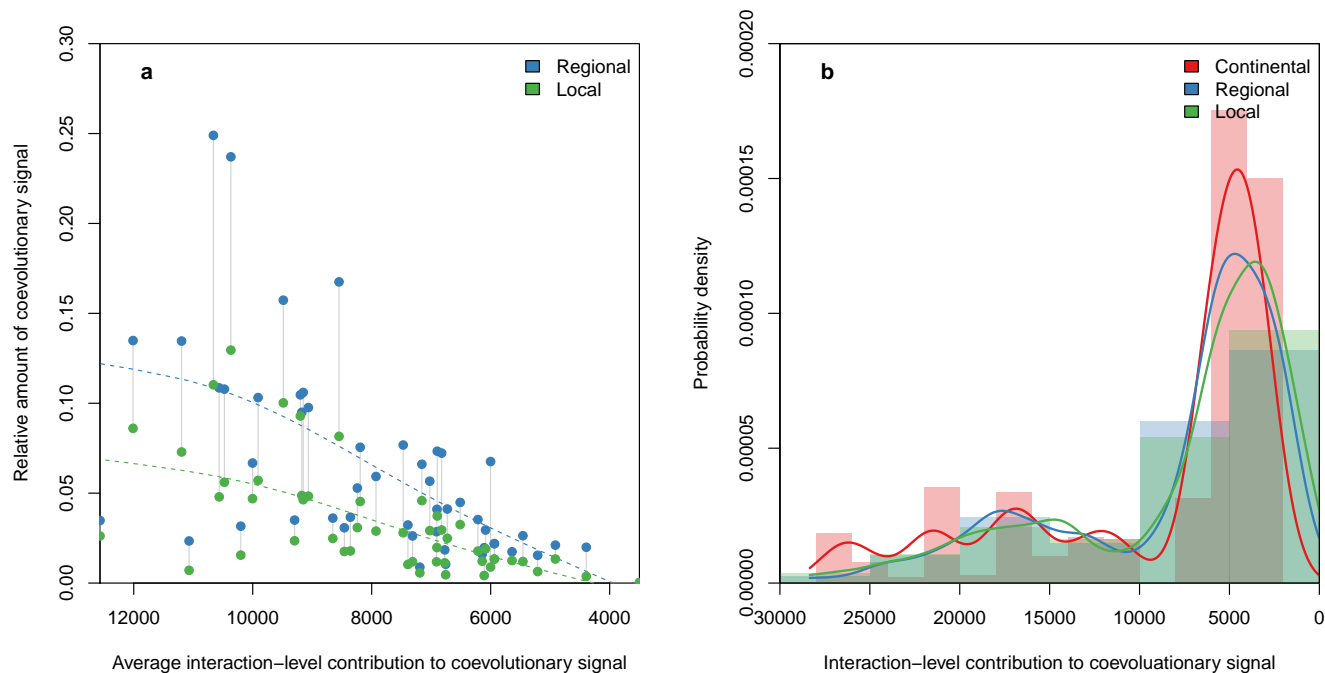 a
Regional
Local
0.30
0.25
0.20
0.15
0.10
0.05
0.00
Relative amount of coevolutionary signal
12000 10000 8000 6000 4000
Average interaction−level contribution to coevolutionary signal
b
Continental
Regional
Local
0.00020
0.00015
0.00010
0.00005
0.00000
Probability density
30000 25000 20000 15000 10000 5000 0
Interaction−level contribution to coevoluationary signal